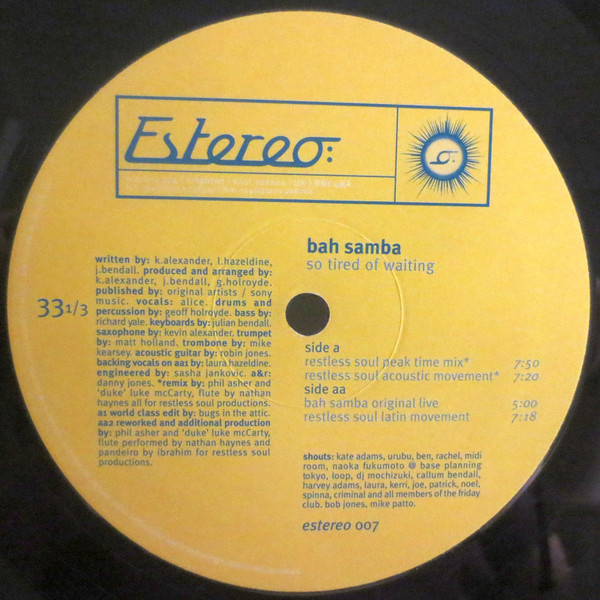 Estereo:
33 1/3
written by: k.alexander, l.hazeldine,
j.bendall. produced and arranged by:
k.alexander, j.bendall, g.holroyde.
published by: original artists / sony
music. vocals: alice. drums and
percussion by: geoff holroyde. bass by:
richard yale. keyboards by: julian bendall.
saxophone by: kevin alexander. trumpet
by: matt holland. trombone by: mike
kearsey. acoustic guitar by: robin jones.
backing vocals on aa1 by: laura hazeldine.
engineered by: sasha jankovic. a&r:
danny jones. *remix by: phil asher and
'duke' luke mcCarty, flute by nathan
haynes all for restless soul productions.
a1 world class edit by: bugs in the attic.
aa2 reworked and additional production
by: phil asher and 'duke' luke mcCarty,
flute performed by nathan haynes and
pandeiro by ibrahim for restless soul
productions.
bah samba
so tired of waiting
side a
restless soul peak time mix* 7:50
restless soul acoustic movement* 7:20
side aa
bah samba original live 5:00
restless soul latin movement 7:18
shouts: kate adams, urubu, ben, rachel, midi
room, naoka fukumoto @ base planning
tokyo, loop, dj mochizuki, callum bendall,
harvey adams, laura, kerri, joe, patrick, noel,
spinna, criminal and all members of the friday
club. bob jones, mike patto.
estereo 007